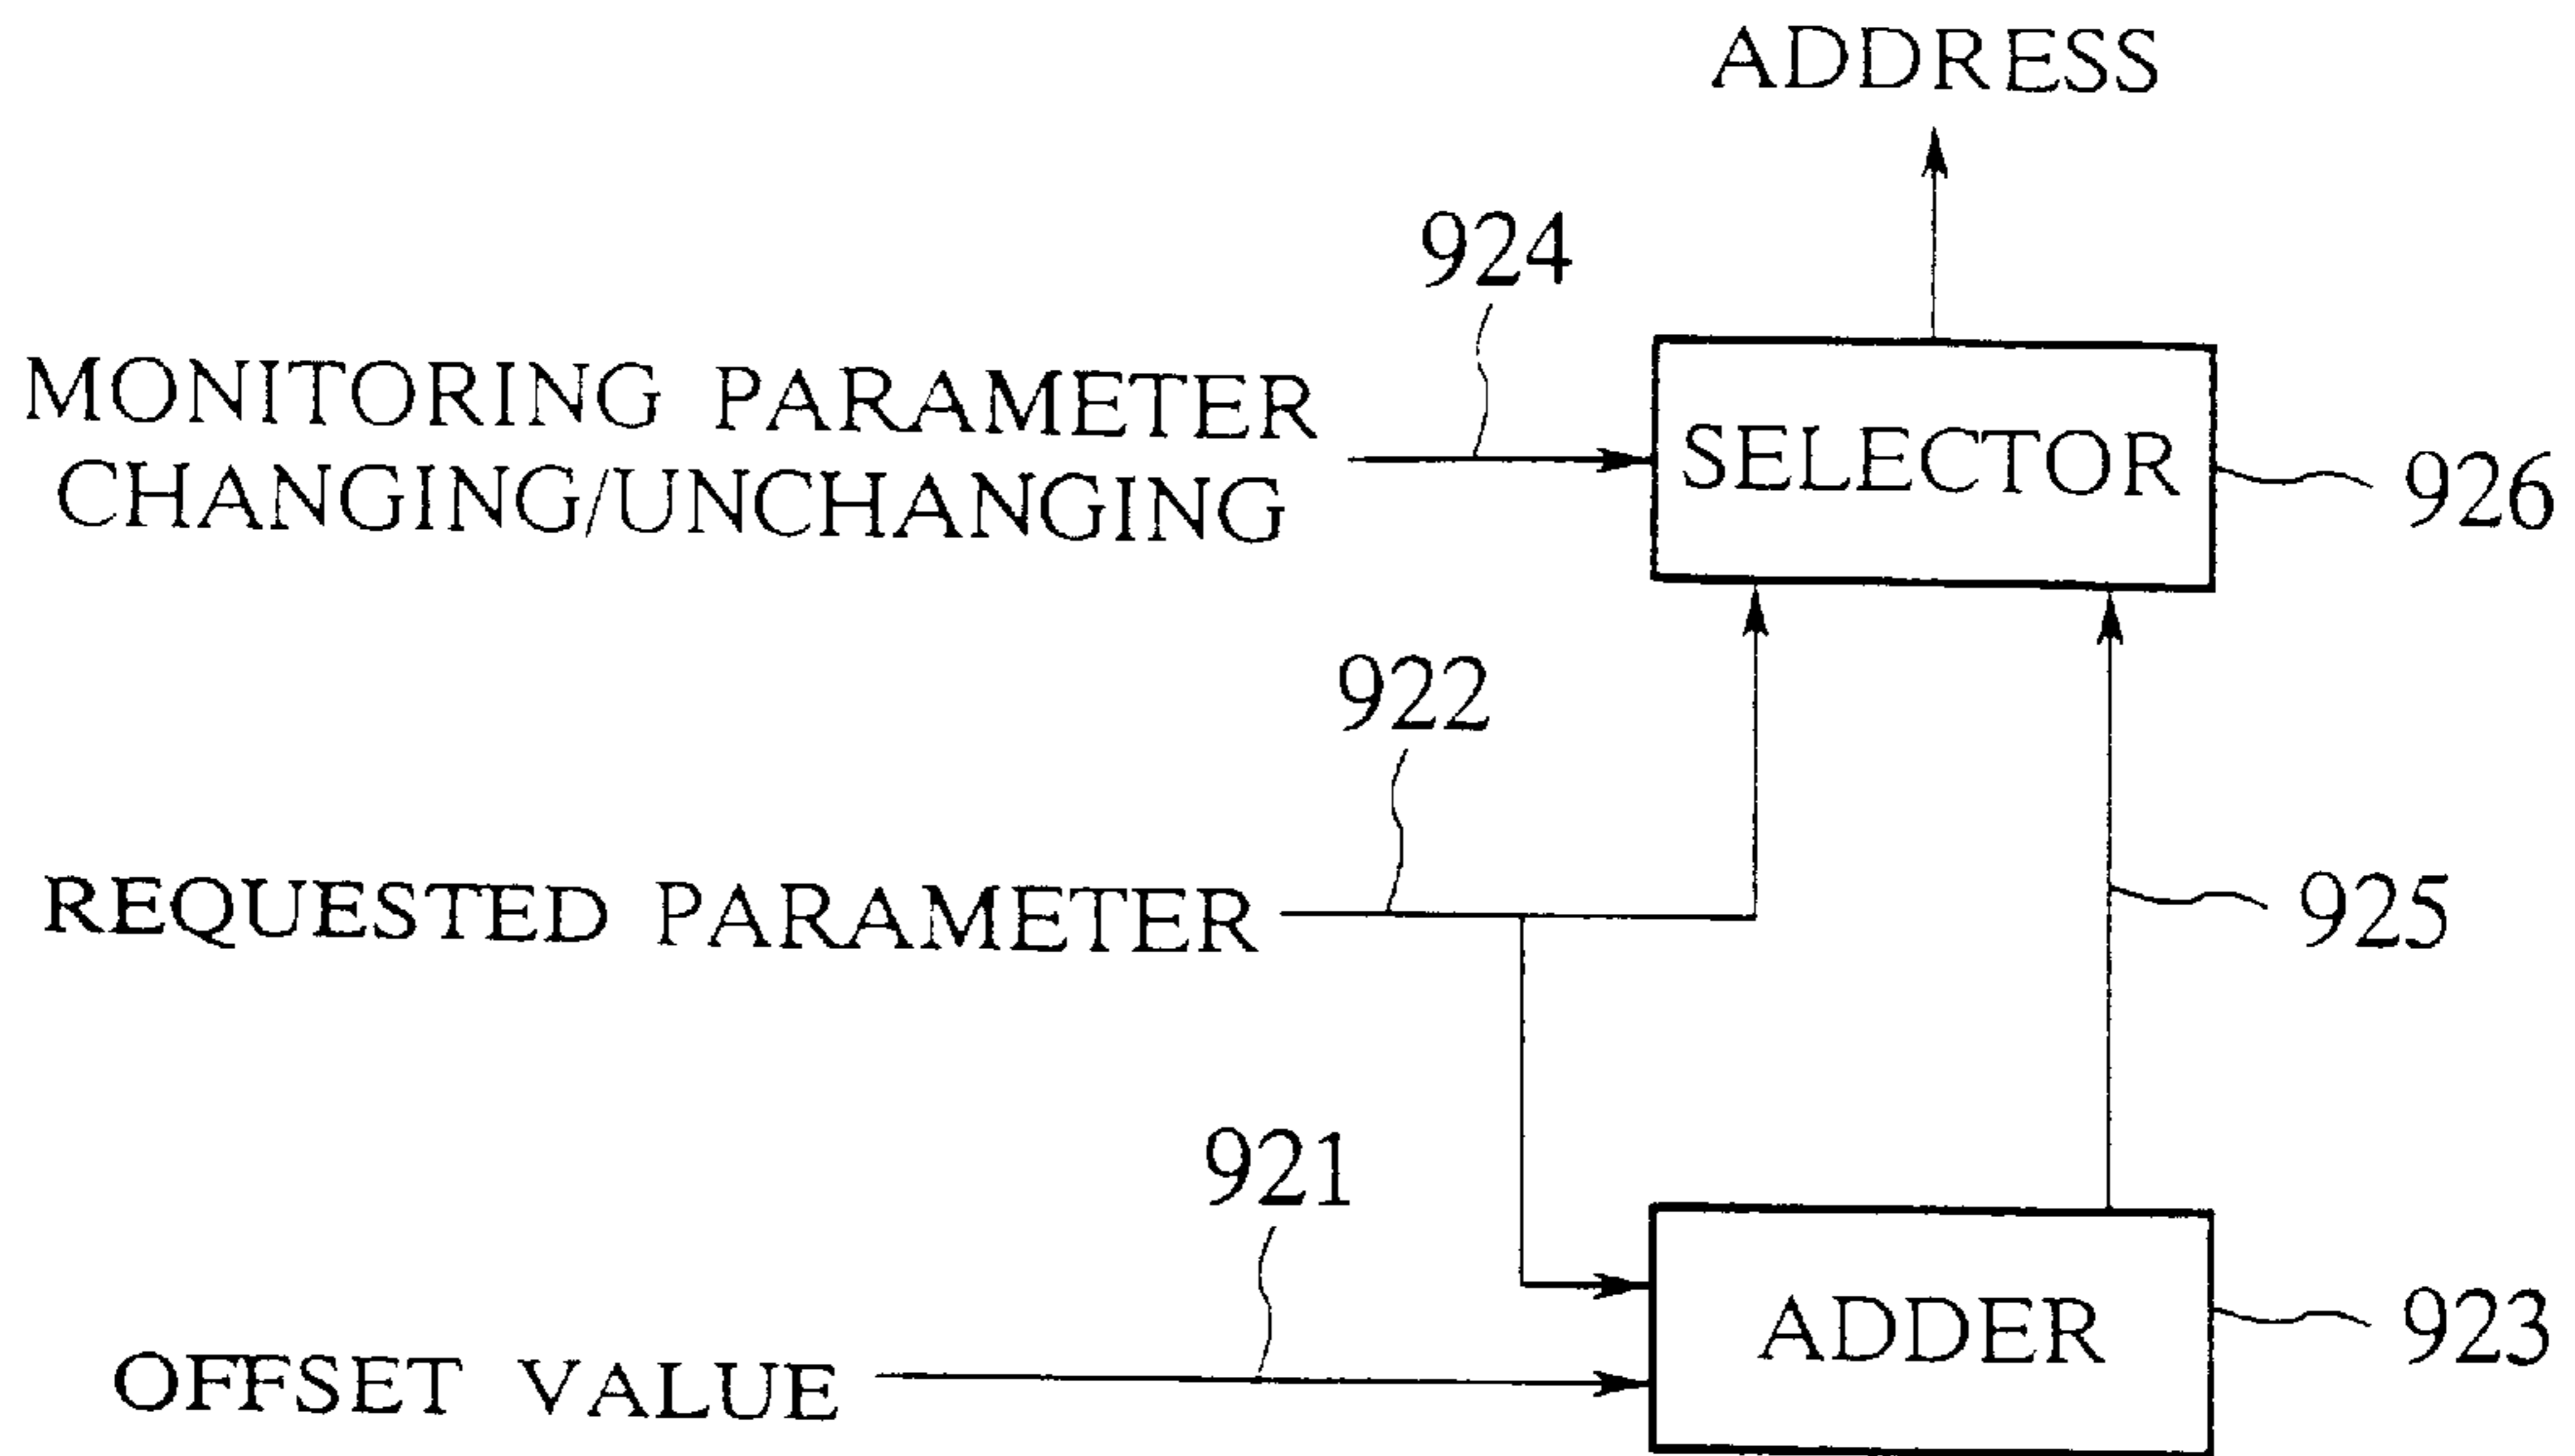 ADDRESS
924
MONITORING PARAMETER
CHANGING/UNCHANGING
SELECTOR
926
922
REQUESTED PARAMETER
925
921
OFFSET VALUE
ADDER
923